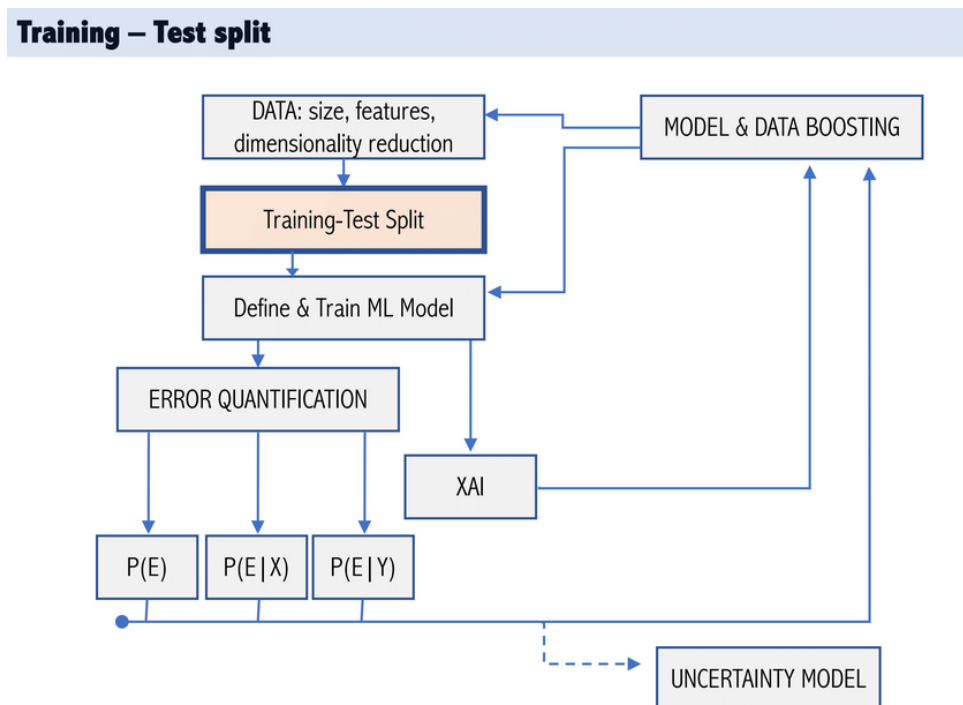 Training – Test split
DATA: size, features,
dimensionality reduction
MODEL & DATA BOOSTING
Training-Test Split
Define & Train ML Model
ERROR QUANTIFICATION
XAI
P(E)
P(E|X)
P(E|Y)
UNCERTAINTY MODEL